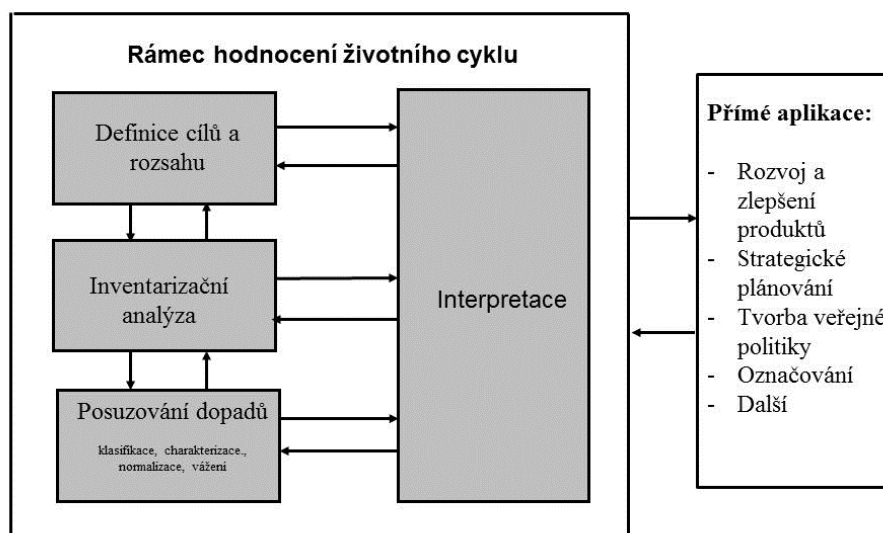 Rámec hodnocení životního cyklu
Definice cílů a
rozsahu
Inventarizační
analýza
Posuzování dopadů
klasifikace, charakterizace.,
normalizace, vážení
Interpretace
Přímé aplikace:
- Rozvoj a
zlepšení
produktů
- Strategické
plánování
- Tvorba veřejné
politiky
- Označování
- Další